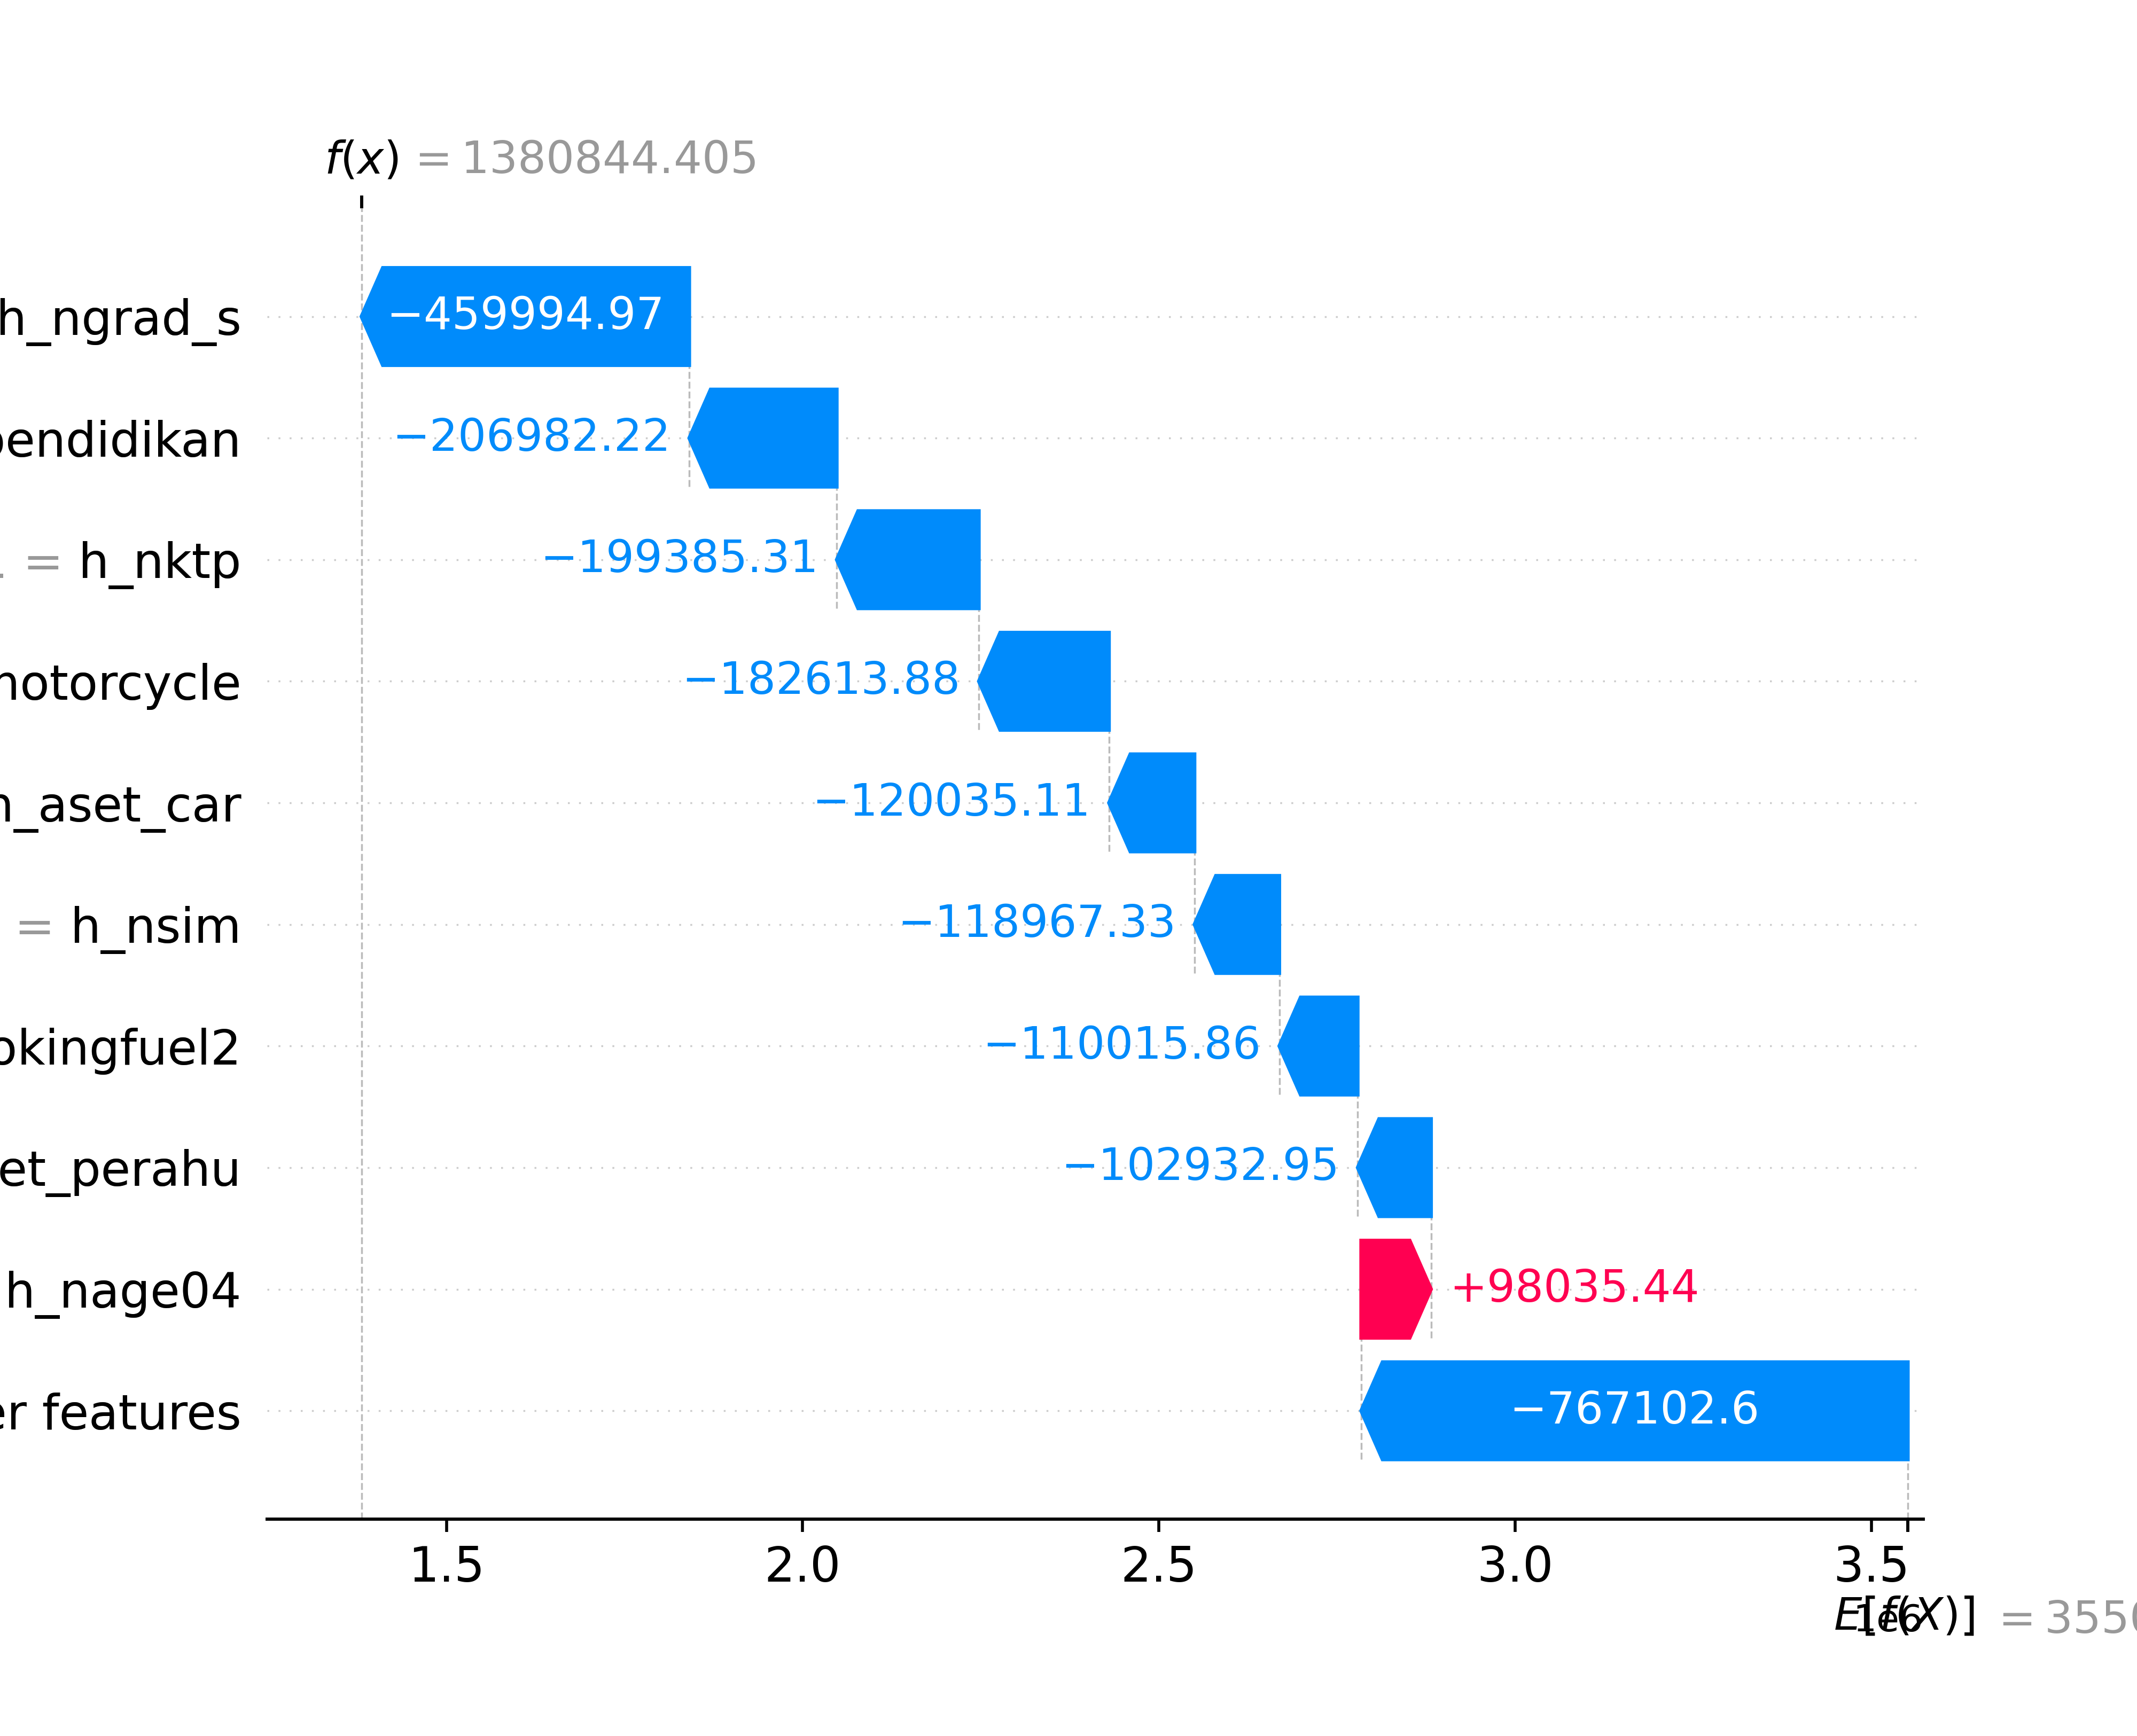 f(x) = 1380844.405
h_ngrad_s −459994.97
pendidikan −206982.22
= h_nktp −199385.31
motorcycle −182613.88
h_aset_car −120035.11
= h_nsim −118967.33
okingfuel2 −110015.86
et_perahu −102932.95
h_nage04 +98035.44
er features −767102.6
1.5 2.0 2.5 3.0 3.5
1e6
E[f(X)] = 3550